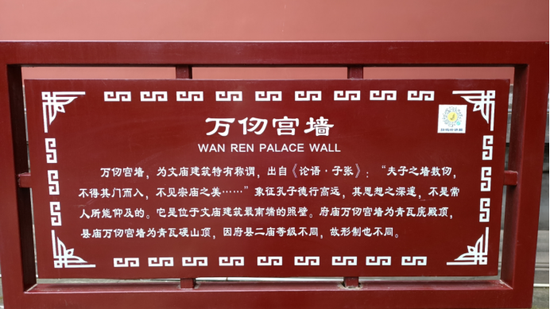 万仞宫墙
WAN REN PALACE WALL
万仞宫墙，为文庙建筑特有称谓，出自《论语·子张》："夫子之墙数仞，
不得其门而入，不见宗庙之美……"象征孔子德行高远，其思想之深邃，不是常
人所能仰及的。它是位于文庙建筑最南端的照壁。府庙万仞宫墙为青瓦庑殿顶，
县庙万仞宫墙为青瓦硬山顶，因府县二庙等级不同，故形制也不同。